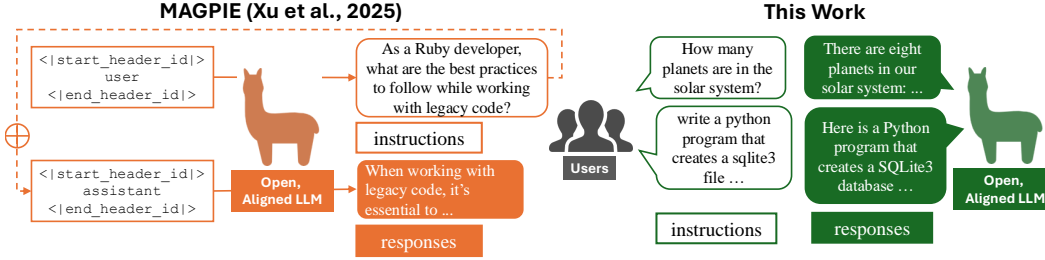 MAGPIE (Xu et al., 2025)
<|start_header_id|>
user
<|end_header_id|>
As a Ruby developer,
what are the best practices
to follow while working
with legacy code?
instructions
<|start_header_id|>
assistant
<|end_header_id|>
Open,
Aligned LLM
When working with
legacy code, it's
essential to ...
responses
This Work
Users
How many
planets are in the
solar system?
There are eight
planets in our
solar system: ...
write a python
program that
creates a sqlite3
file ...
Here is a Python
program that
creates a SQLite3
database ...
Open,
Aligned LLM
instructions
responses